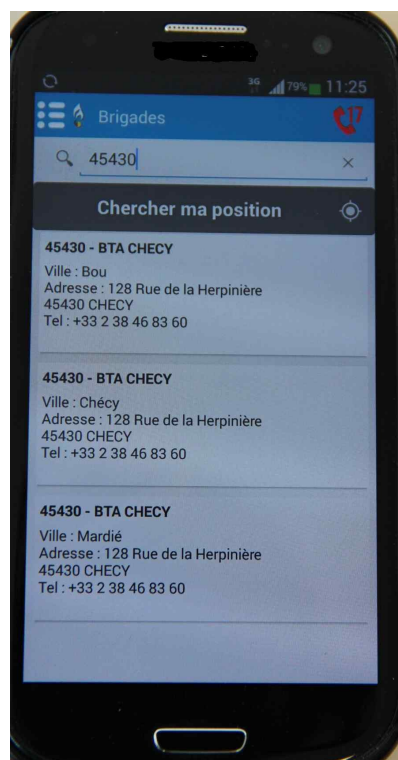 3G 79% 11:25
Brigades 17
45430 ×
Chercher ma position
45430 - BTA CHECY
Ville : Bou
Adresse : 128 Rue de la Herpinière
45430 CHECY
Tel : +33 2 38 46 83 60
45430 - BTA CHECY
Ville : Chécy
Adresse : 128 Rue de la Herpinière
45430 CHECY
Tel : +33 2 38 46 83 60
45430 - BTA CHECY
Ville : Mardié
Adresse : 128 Rue de la Herpinière
45430 CHECY
Tel : +33 2 38 46 83 60